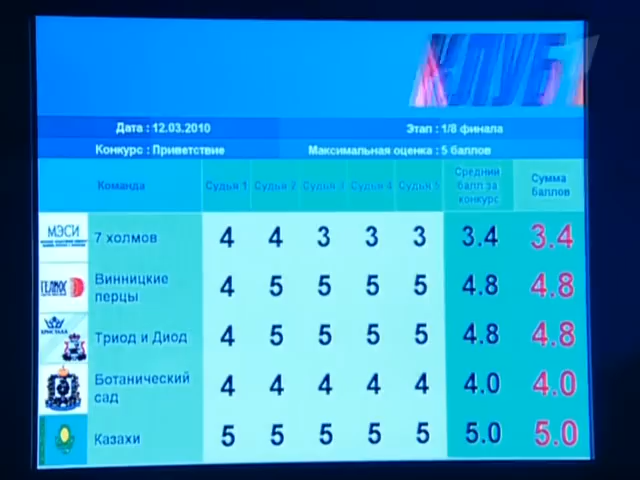 КЛУБ 1
Дата : 12.03.2010 Этап : 1/8 финала
Конкурс : Приветствие Максимальная оценка : 5 баллов
Команда Судья 1 Судья 2 Судья 3 Судья 4 Судья 5 Средний балл за конкурс Сумма баллов
МЭСИ 7 холмов 4 4 3 3 3 3.4 3.4
ГЕЛИОС Винницкие перцы 4 5 5 5 5 4.8 4.8
КРИСТАЛЛ Триод и Диод 4 5 5 5 5 4.8 4.8
Ботанический сад 4 4 4 4 4 4.0 4.0
Казахи 5 5 5 5 5 5.0 5.0